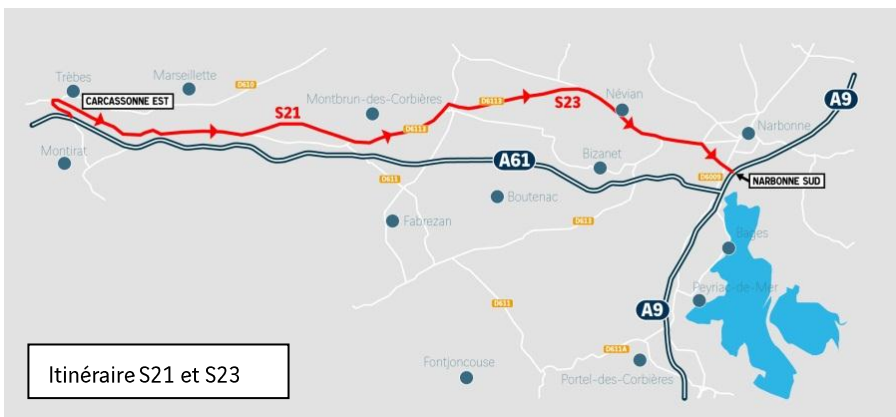 Trèbes
Marseillette
D610
CARCASSONNE EST
Montbrun-des-Corbières
S21
D6113
D6113
S23
Névian
A9
Narbonne
Montirat
A61
Bizanet
D6009
NARBONNE SUD
D611
Boutenac
Fabrezan
D613
Bages
Peyriac-de-Mer
D611
A9
D611A
Fontjoncouse
Portel-des-Corbières
Itinéraire S21 et S23